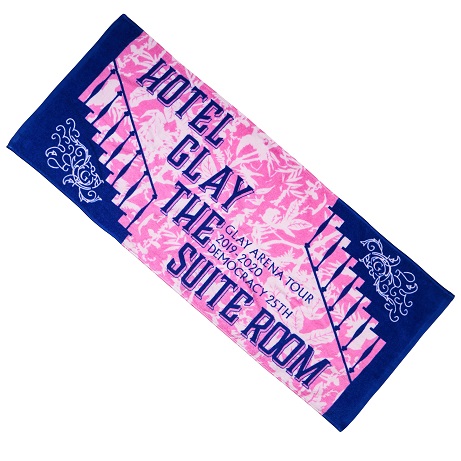 HOTEL
GLAY
THE
SUITE ROOM
GLAY ARENA TOUR
2019,2020
DEMOCRACY 25TH